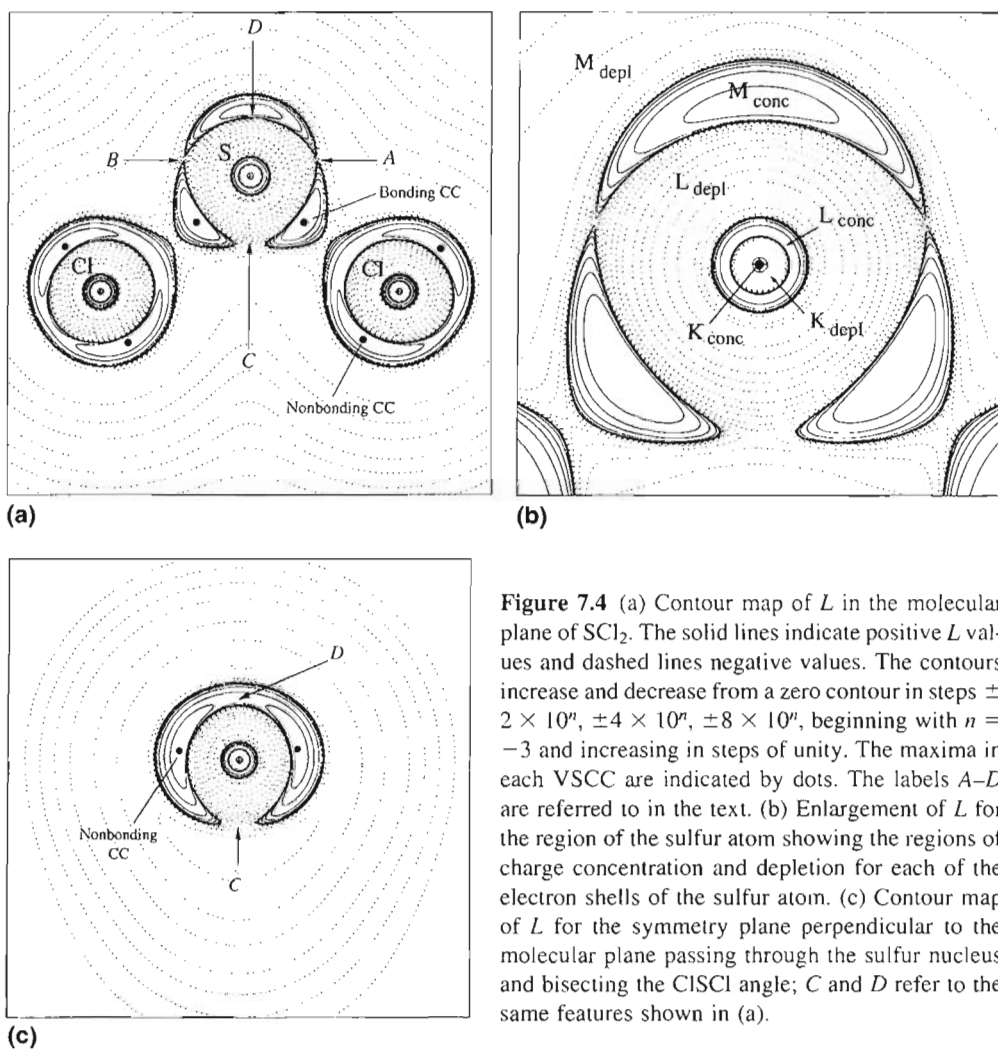 D
B
S
A
Bonding CC
Cl
Cl
C
Nonbonding CC
(a)
M depl
M conc
L depl
L conc
K conc
K depl
(b)
D
Nonbonding
CC
C
(c)
Figure 7.4 (a) Contour map of L in the molecular
plane of SCl₂. The solid lines indicate positive L val-
ues and dashed lines negative values. The contours
increase and decrease from a zero contour in steps ±
2 × 10ⁿ, ±4 × 10ⁿ, ±8 × 10ⁿ, beginning with n =
−3 and increasing in steps of unity. The maxima in
each VSCC are indicated by dots. The labels A–D
are referred to in the text. (b) Enlargement of L for
the region of the sulfur atom showing the regions of
charge concentration and depletion for each of the
electron shells of the sulfur atom. (c) Contour map
of L for the symmetry plane perpendicular to the
molecular plane passing through the sulfur nucleus
and bisecting the ClSCl angle; C and D refer to the
same features shown in (a).